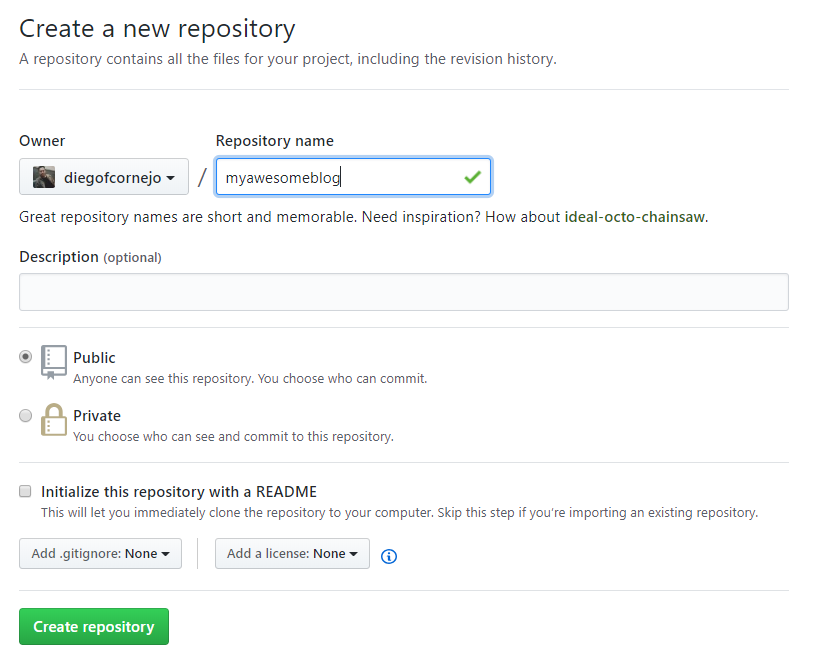 Create a new repository
A repository contains all the files for your project, including the revision history.
Owner
Repository name
diegofcornejo / myawesomeblog
Great repository names are short and memorable. Need inspiration? How about ideal-octo-chainsaw.
Description (optional)
Public
Anyone can see this repository. You choose who can commit.
Private
You choose who can see and commit to this repository.
Initialize this repository with a README
This will let you immediately clone the repository to your computer. Skip this step if you're importing an existing repository.
Add .gitignore: None
Add a license: None
Create repository